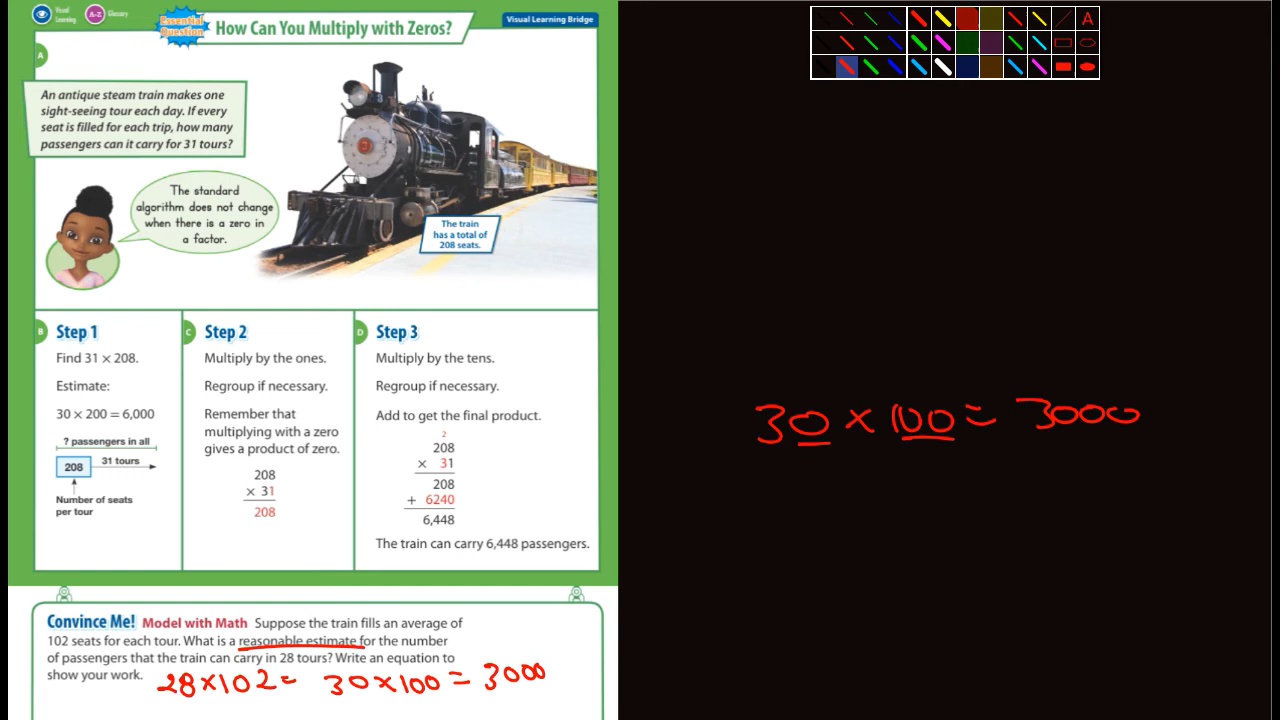 Visual Learning
A-Z Glossary
Essential Question
How Can You Multiply with Zeros?
Visual Learning Bridge
A
An antique steam train makes one
sight-seeing tour each day. If every
seat is filled for each trip, how many
passengers can it carry for 31 tours?
The standard
algorithm does not change
when there is a zero in
a factor.
The train
has a total of
208 seats.
B
Step 1
Find 31 × 208.
Estimate:
30 × 200 = 6,000
? passengers in all
208
31 tours
Number of seats
per tour
C
Step 2
Multiply by the ones.
Regroup if necessary.
Remember that
multiplying with a zero
gives a product of zero.
208
× 31
208
D
Step 3
Multiply by the tens.
Regroup if necessary.
Add to get the final product.
2
208
× 31
208
+ 6240
6,448
The train can carry 6,448 passengers.
Convince Me! Model with Math Suppose the train fills an average of
102 seats for each tour. What is a reasonable estimate for the number
of passengers that the train can carry in 28 tours? Write an equation to
show your work.
28×102= 30×100=3000
A
30×100=3000